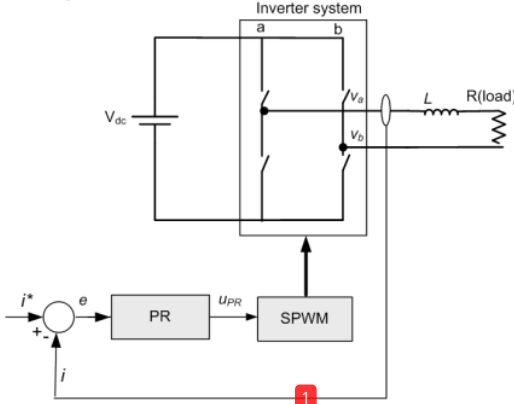 Inverter system
a
b
Vdc
va
L
R(load)
vb
i*
e
PR
uPR
SPWM
+
-
i
1